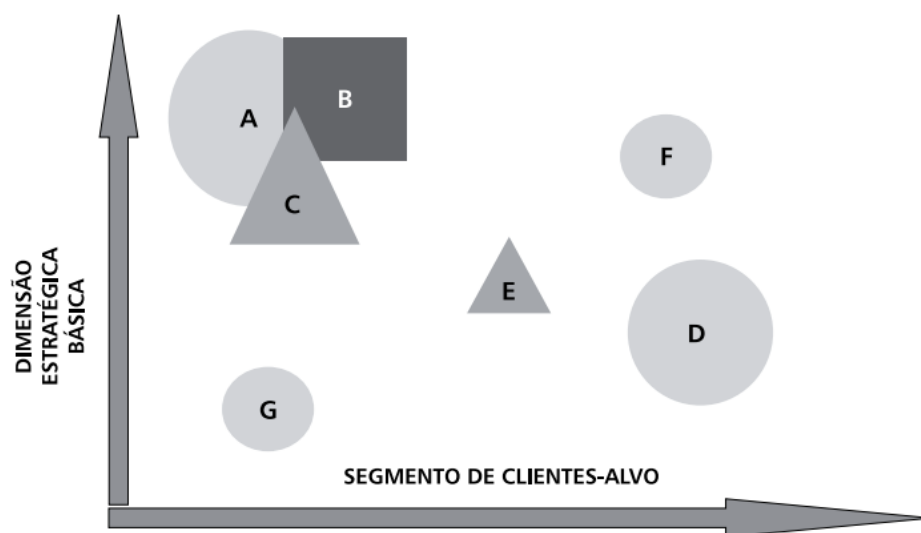 A
B
C
F
E
D
G
DIMENSÃO
ESTRATÉGICA
BÁSICA
SEGMENTO DE CLIENTES-ALVO